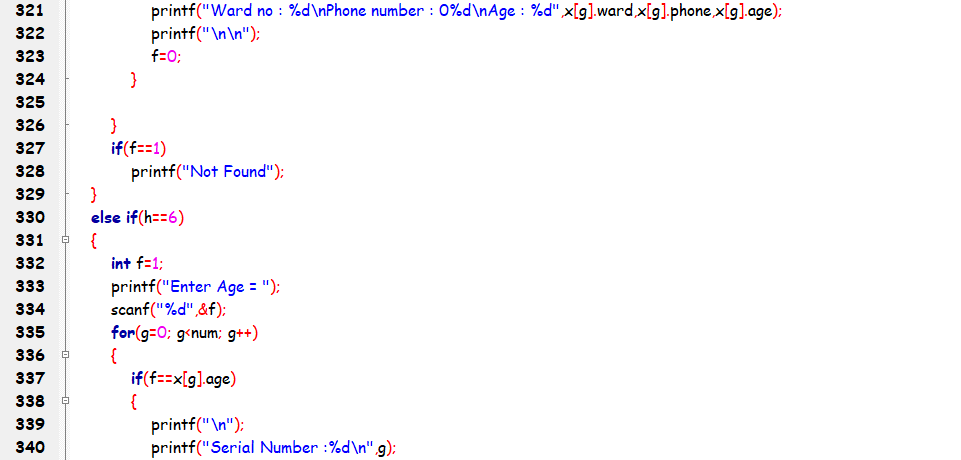 321 printf("Ward no : %d\nPhone number : 0%d\nAge : %d",x[g].ward,x[g].phone,x[g].age);
322 printf("\n\n");
323 f=0;
324 }
325
326 }
327 if(f==1)
328 printf("Not Found");
329 }
330 else if(h==6)
331 {
332 int f=1;
333 printf("Enter Age = ");
334 scanf("%d",&f);
335 for(g=0; g<num; g++)
336 {
337 if(f==x[g].age)
338 {
339 printf("\n");
340 printf("Serial Number :%d\n",g);